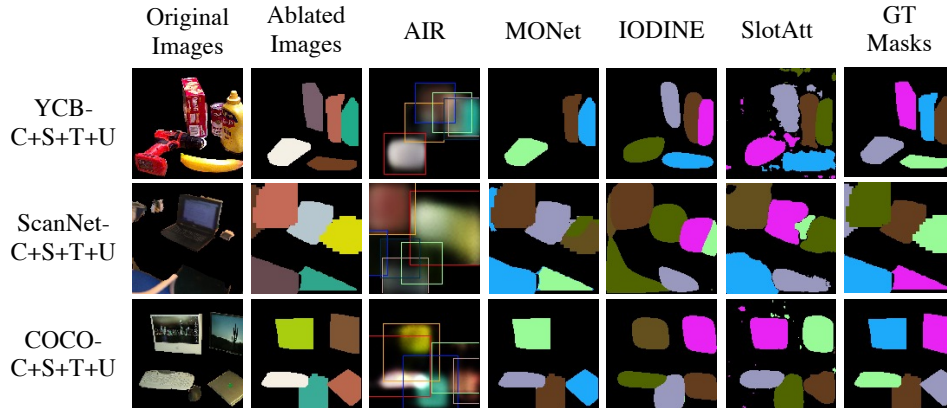 Original Images
Ablated Images
AIR
MONet
IODINE
SlotAtt
GT Masks
YCB-
C+S+T+U
ScanNet-
C+S+T+U
COCO-
C+S+T+U